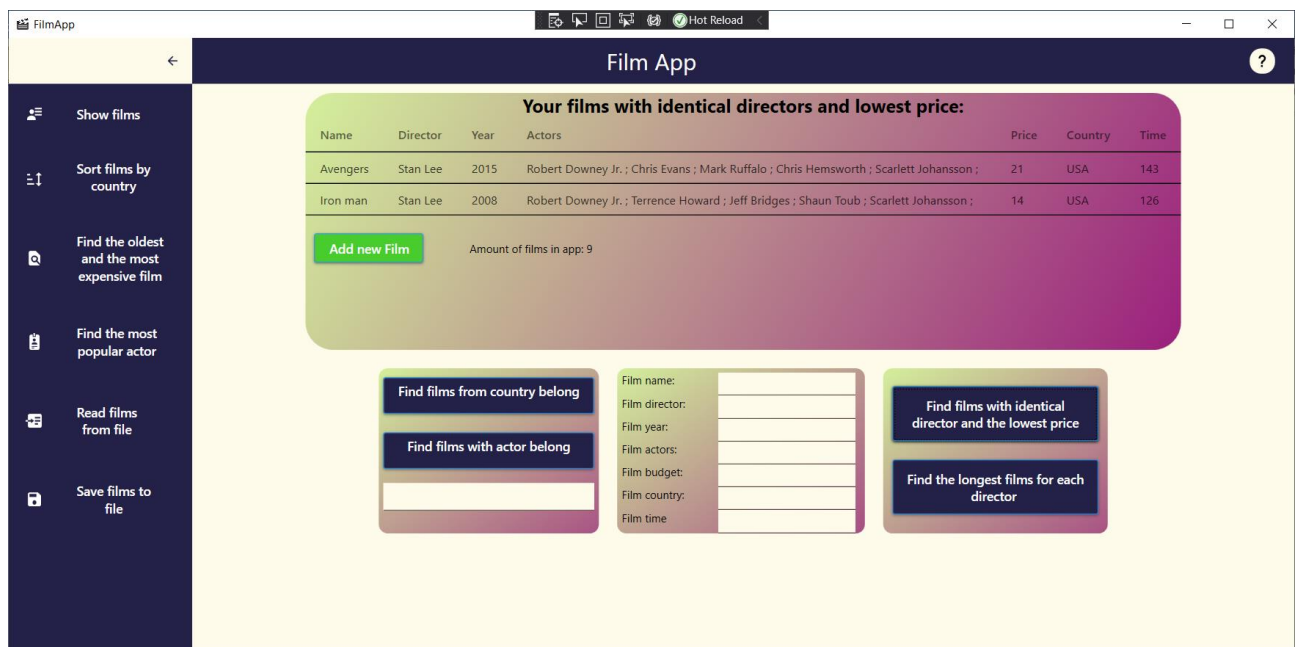 FilmApp
Hot Reload
Film App
?
Show films
Sort films by
country
Find the oldest
and the most
expensive film
Find the most
popular actor
Read films
from file
Save films to
file
Your films with identical directors and lowest price:
Name Director Year Actors Price Country Time
Avengers Stan Lee 2015 Robert Downey Jr. ; Chris Evans ; Mark Ruffalo ; Chris Hemsworth ; Scarlett Johansson ; 21 USA 143
Iron man Stan Lee 2008 Robert Downey Jr. ; Terrence Howard ; Jeff Bridges ; Shaun Toub ; Scarlett Johansson ; 14 USA 126
Add new Film
Amount of films in app: 9
Find films from country belong
Find films with actor belong
Film name:
Film director:
Film year:
Film actors:
Film budget:
Film country:
Film time
Find films with identical
director and the lowest price
Find the longest films for each
director